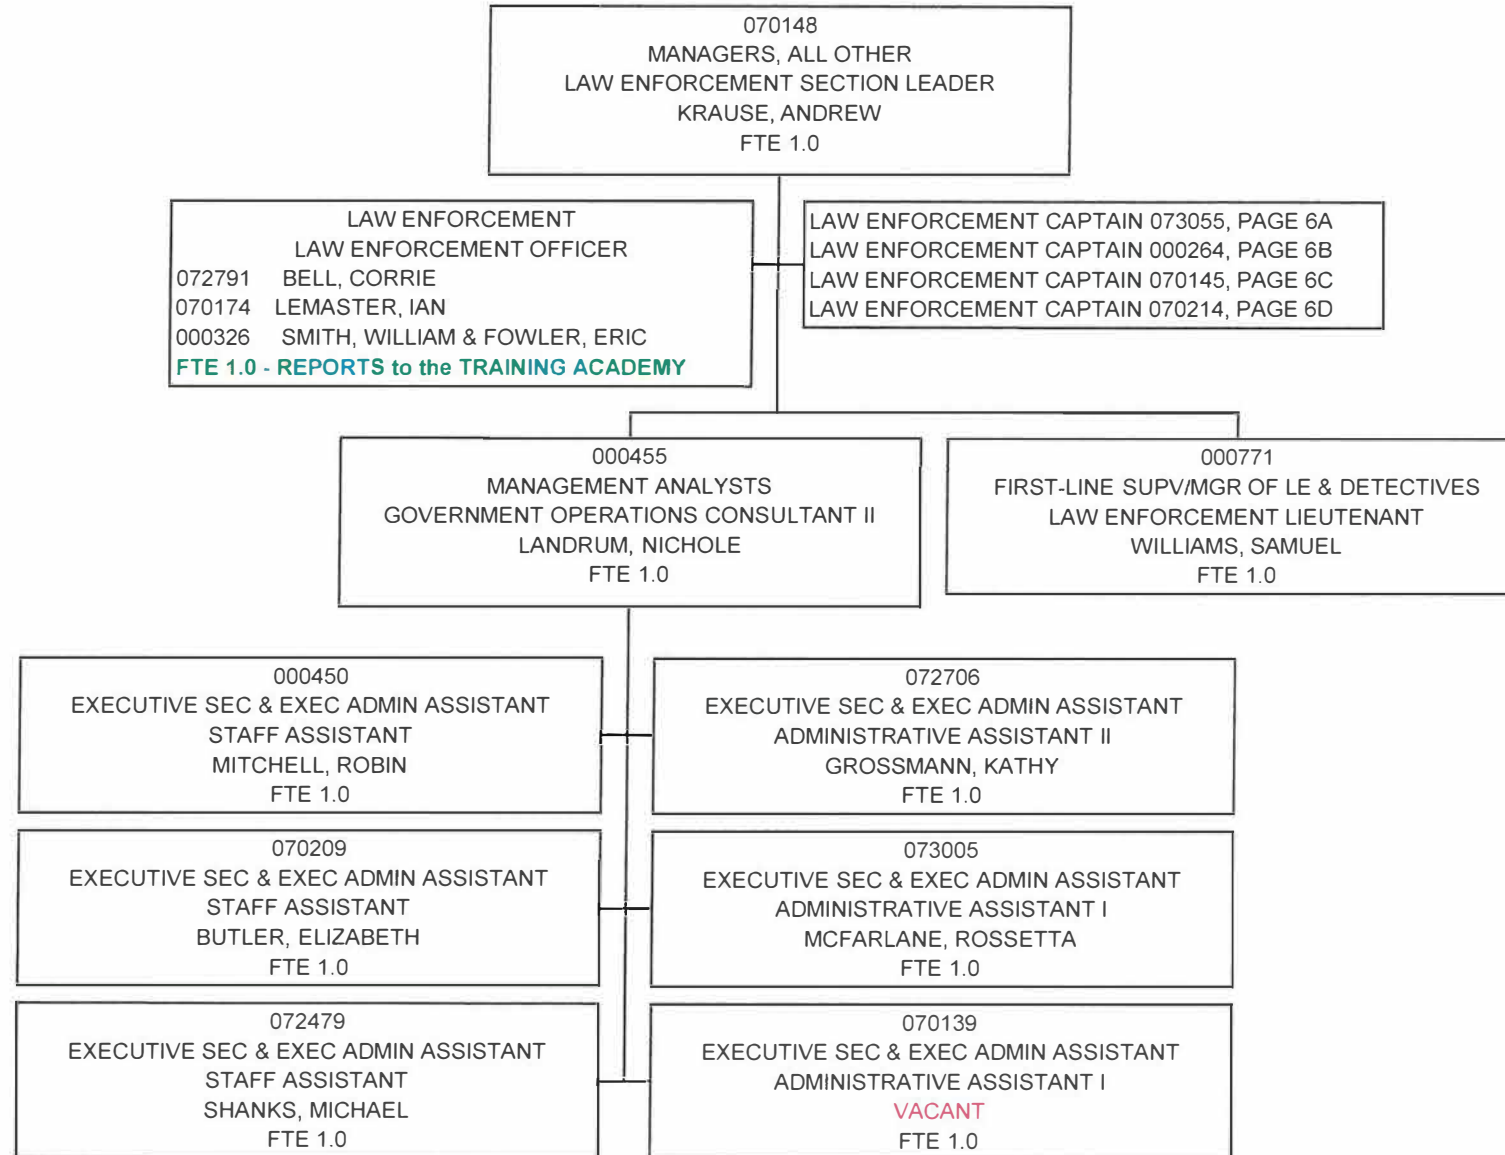 070148
MANAGERS, ALL OTHER
LAW ENFORCEMENT SECTION LEADER
KRAUSE, ANDREW
FTE 1.0
LAW ENFORCEMENT
LAW ENFORCEMENT OFFICER
072791 BELL, CORRIE
070174 LEMASTER, IAN
000326 SMITH, WILLIAM & FOWLER, ERIC
FTE 1.0 - REPORTS to the TRAINING ACADEMY
LAW ENFORCEMENT CAPTAIN 073055, PAGE 6A
LAW ENFORCEMENT CAPTAIN 000264, PAGE 6B
LAW ENFORCEMENT CAPTAIN 070145, PAGE 6C
LAW ENFORCEMENT CAPTAIN 070214, PAGE 6D
000455
MANAGEMENT ANALYSTS
GOVERNMENT OPERATIONS CONSULTANT II
LANDRUM, NICHOLE
FTE 1.0
000771
FIRST-LINE SUPV/MGR OF LE & DETECTIVES
LAW ENFORCEMENT LIEUTENANT
WILLIAMS, SAMUEL
FTE 1.0
000450
EXECUTIVE SEC & EXEC ADMIN ASSISTANT
STAFF ASSISTANT
MITCHELL, ROBIN
FTE 1.0
072706
EXECUTIVE SEC & EXEC ADMIN ASSISTANT
ADMINISTRATIVE ASSISTANT II
GROSSMANN, KATHY
FTE 1.0
070209
EXECUTIVE SEC & EXEC ADMIN ASSISTANT
STAFF ASSISTANT
BUTLER, ELIZABETH
FTE 1.0
073005
EXECUTIVE SEC & EXEC ADMIN ASSISTANT
ADMINISTRATIVE ASSISTANT I
MCFARLANE, ROSSETTA
FTE 1.0
072479
EXECUTIVE SEC & EXEC ADMIN ASSISTANT
STAFF ASSISTANT
SHANKS, MICHAEL
FTE 1.0
070139
EXECUTIVE SEC & EXEC ADMIN ASSISTANT
ADMINISTRATIVE ASSISTANT I
VACANT
FTE 1.0